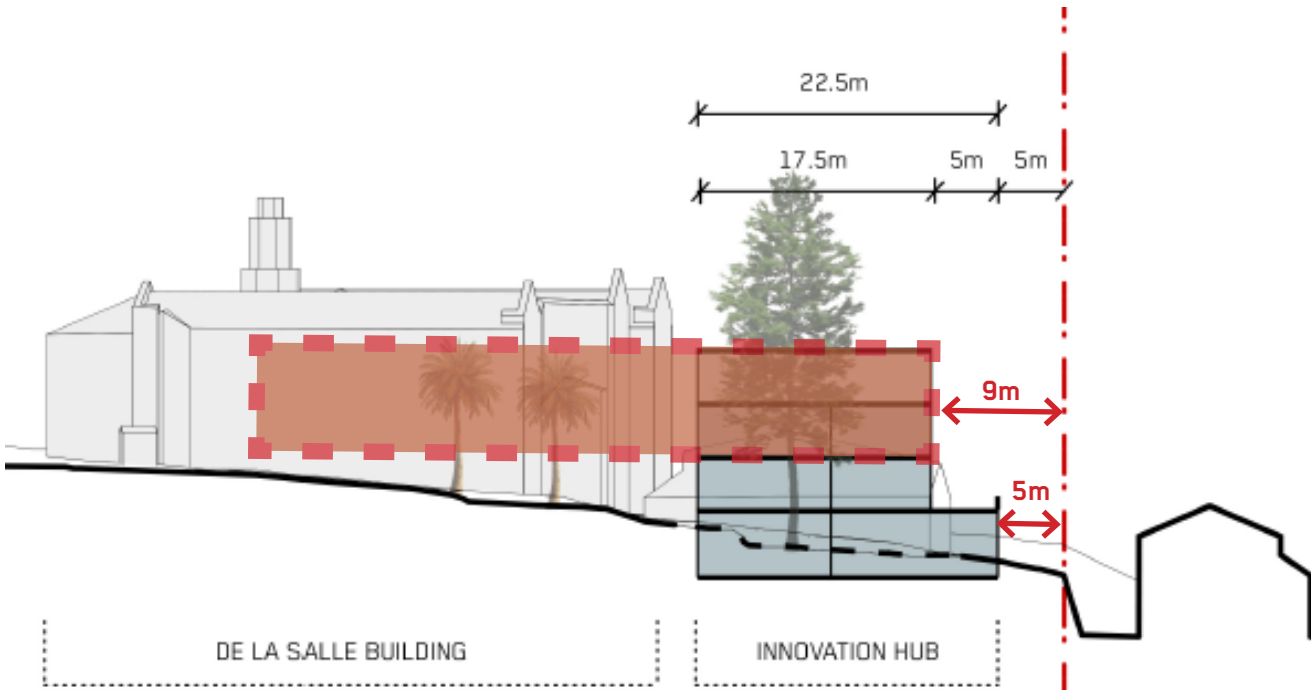 22.5m
17.5m
5m
5m
9m
5m
DE LA SALLE BUILDING
INNOVATION HUB